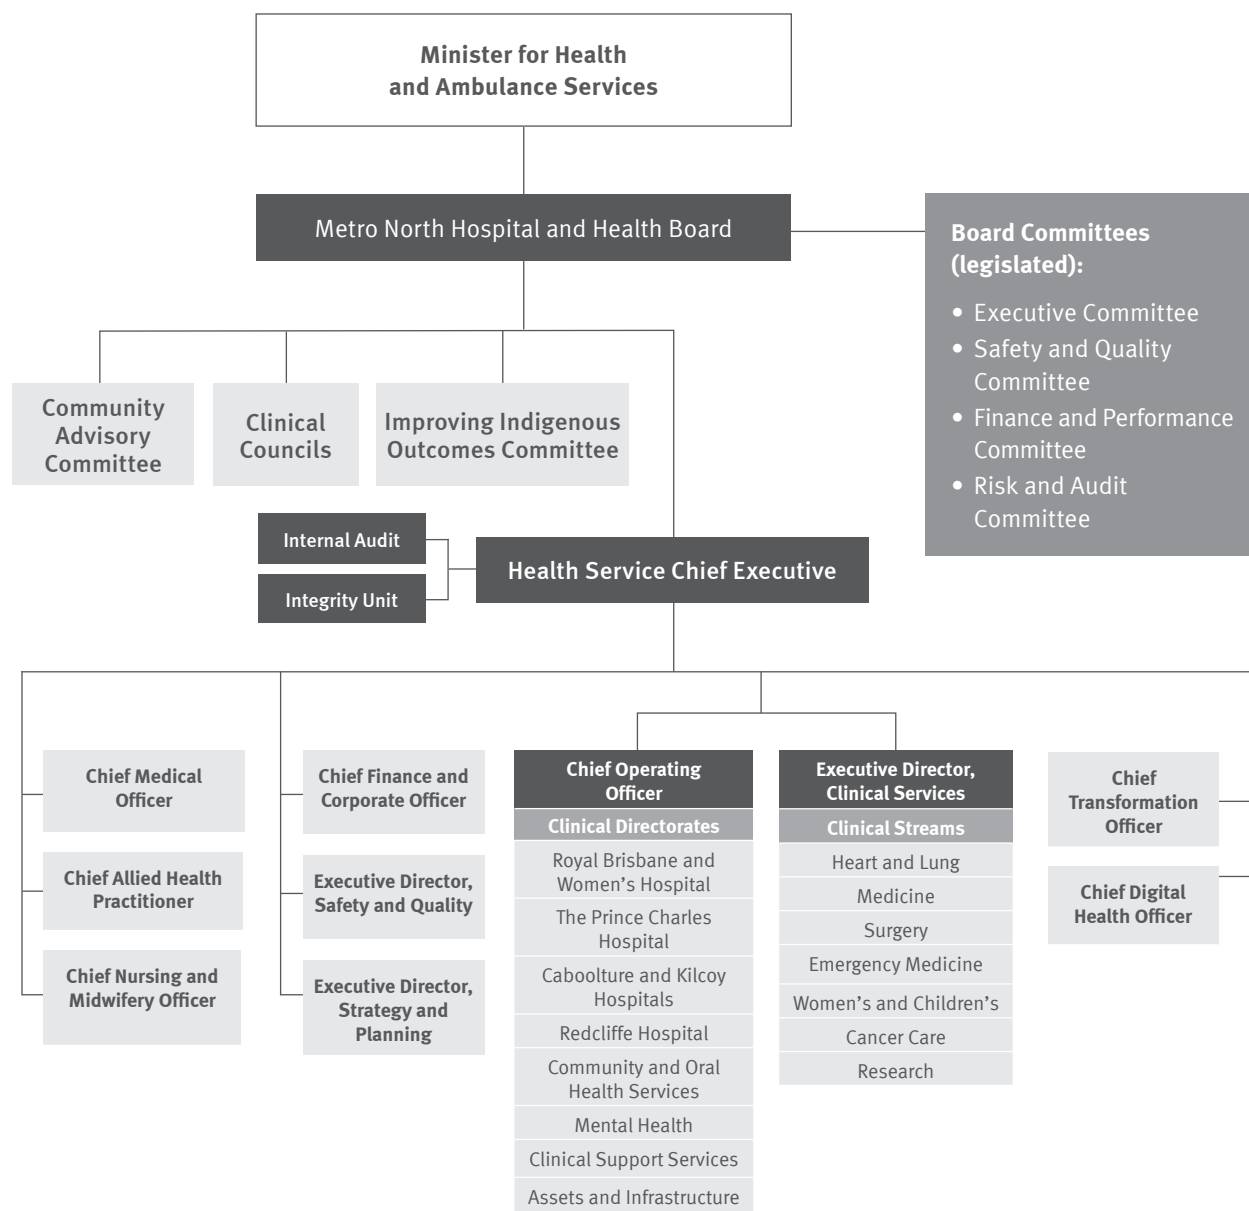 Minister for Health
and Ambulance Services
Metro North Hospital and Health Board
Board Committees
(legislated):
• Executive Committee
• Safety and Quality
Committee
• Finance and Performance
Committee
• Risk and Audit
Committee
Community
Advisory
Committee
Clinical
Councils
Improving Indigenous
Outcomes Committee
Internal Audit
Integrity Unit
Health Service Chief Executive
Chief Medical
Officer
Chief Allied Health
Practitioner
Chief Nursing and
Midwifery Officer
Chief Finance and
Corporate Officer
Executive Director,
Safety and Quality
Executive Director,
Strategy and
Planning
Chief Operating
Officer
Clinical Directorates
Royal Brisbane and
Women's Hospital
The Prince Charles
Hospital
Caboolture and Kilcoy
Hospitals
Redcliffe Hospital
Community and Oral
Health Services
Mental Health
Clinical Support Services
Assets and Infrastructure
Executive Director,
Clinical Services
Clinical Streams
Heart and Lung
Medicine
Surgery
Emergency Medicine
Women's and Children's
Cancer Care
Research
Chief
Transformation
Officer
Chief Digital
Health Officer